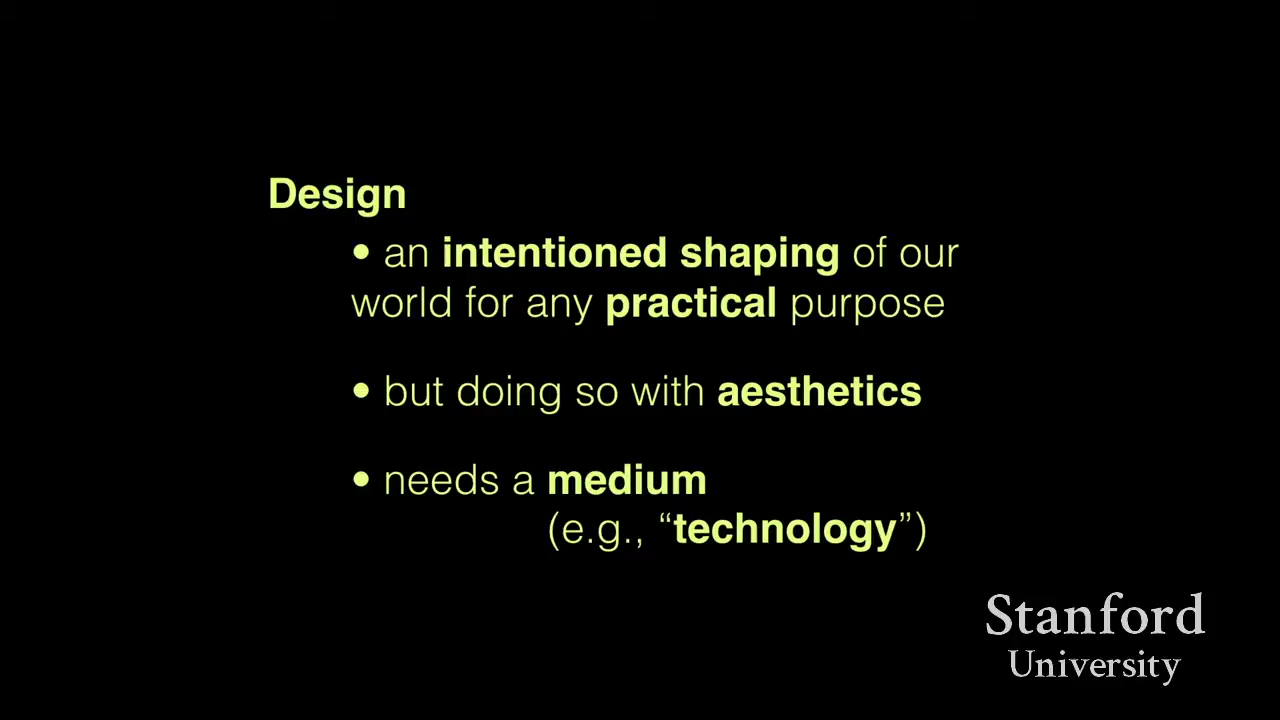 Design
• an intentioned shaping of our
world for any practical purpose
• but doing so with aesthetics
• needs a medium
(e.g., “technology”)
Stanford
University